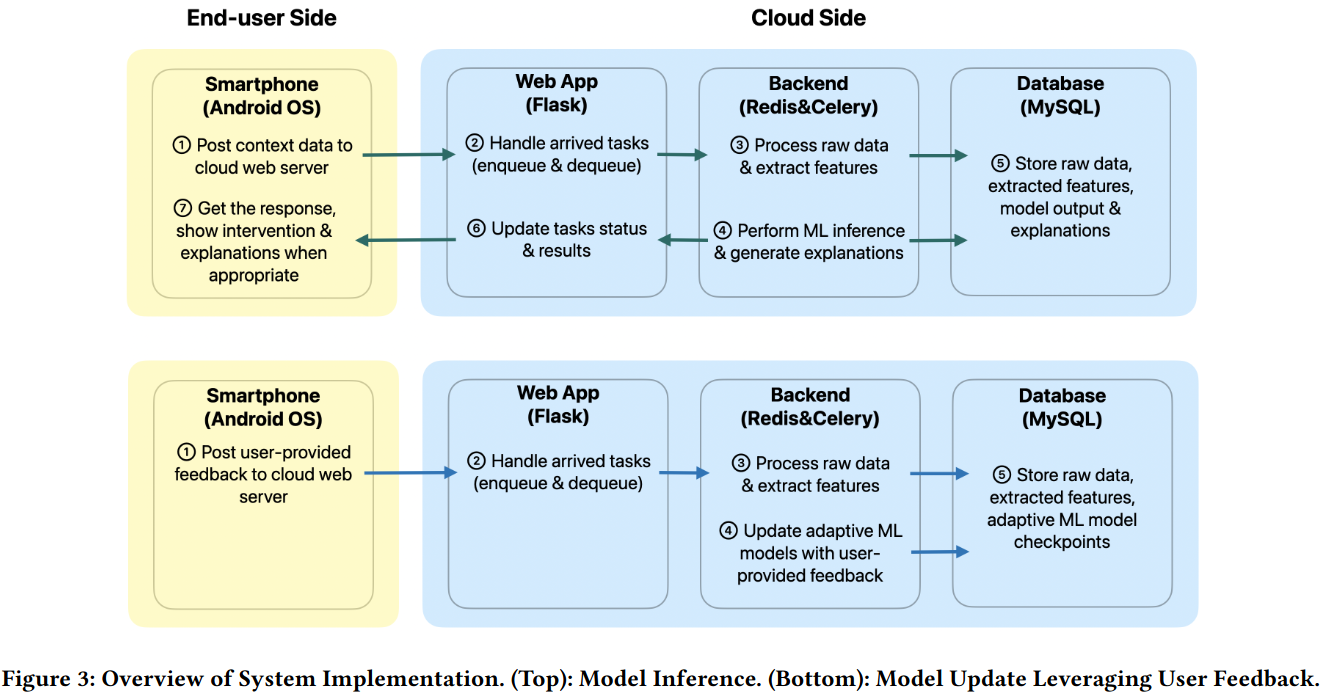 End-user Side
Cloud Side
Smartphone
(Android OS)
① Post context data to
cloud web server
⑦ Get the response,
show intervention &
explanations when
appropriate
Web App
(Flask)
② Handle arrived tasks
(enqueue & dequeue)
⑥ Update tasks status
& results
Backend
(Redis&Celery)
③ Process raw data
& extract features
④ Perform ML inference
& generate explanations
Database
(MySQL)
⑤ Store raw data,
extracted features,
model output &
explanations
Smartphone
(Android OS)
① Post user-provided
feedback to cloud web
server
Web App
(Flask)
② Handle arrived tasks
(enqueue & dequeue)
Backend
(Redis&Celery)
③ Process raw data
& extract features
④ Update adaptive ML
models with user-
provided feedback
Database
(MySQL)
⑤ Store raw data,
extracted features,
adaptive ML model
checkpoints
Figure 3: Overview of System Implementation. (Top): Model Inference. (Bottom): Model Update Leveraging User Feedback.